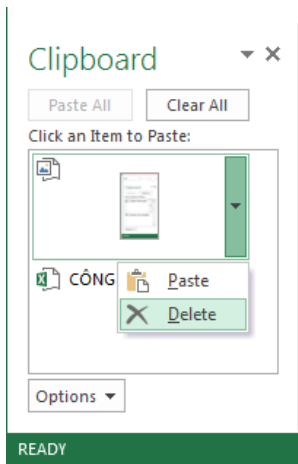 Clipboard
Paste All
Clear All
Click an Item to Paste:
CÔNG
Paste
Delete
Options
READY